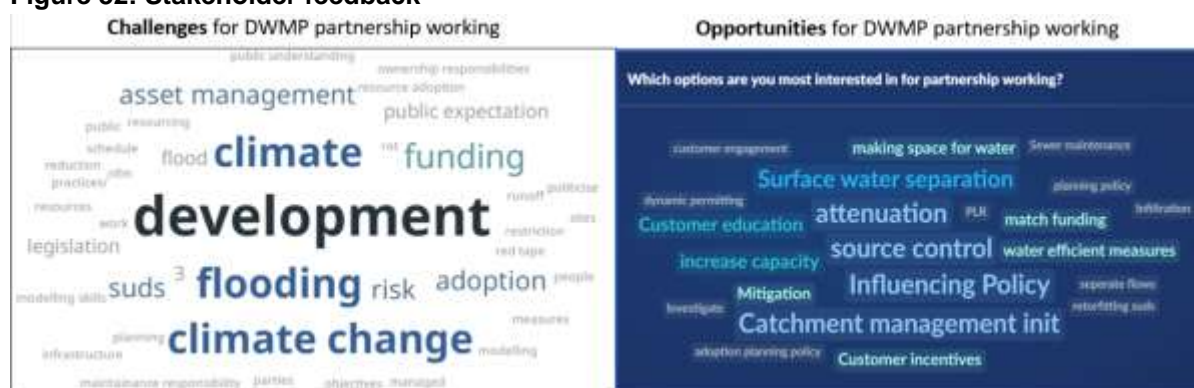 Figure 32: Stakeholder feedback
Challenges for DWMP partnership working
public understanding
ownership responsibilities
asset management
resource adoption
public expectation
public
resourcing
schedule
flood
climate
funding
reduction
practices/
runoff
politicise
resources
work
development
sites
restriction
legislation
red tape
suds
3
flooding
risk
adoption
people
modelling skills
measures
planning
climate change
modelling
infrastructure
maintainance responsibility
parties
objectives
managed
Opportunities for DWMP partnership working
Which options are you most interested in for partnership working?
customer engagement
making space for water
Sewer maintenance
Surface water separation
planning policy
dynamic permitting
Infiltration
Customer education
attenuation
PLR
match funding
increase capacity
source control
water efficient measures
Mitigation
Influencing Policy
separate flows
Investigate
retorfitting suds
Catchment management init
adoption planning policy
Customer incentives